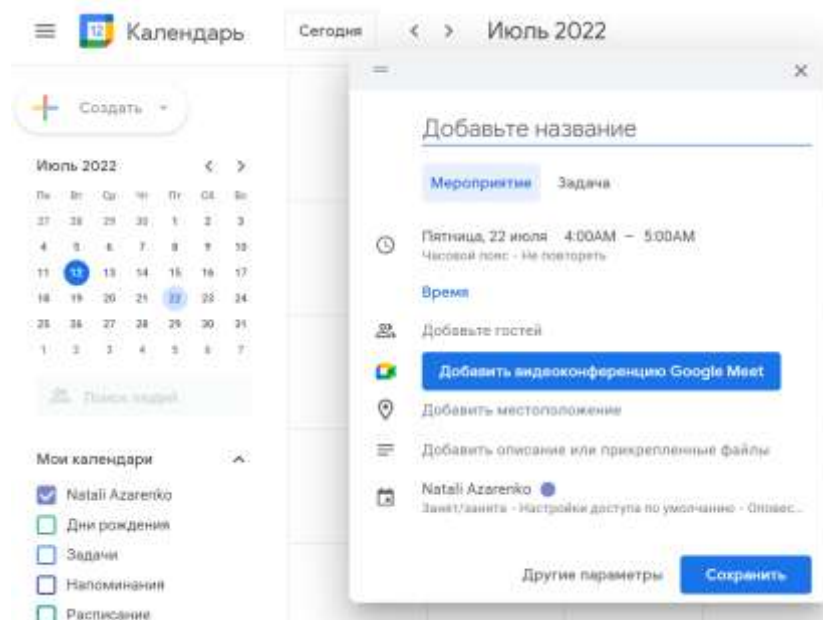 12 Календарь Сегодня < > Июль 2022
×
Создать
Добавьте название
Июль 2022 < >
Мероприятие Задача
Пн Вт Ср Чт Пт Сб Вс
27 28 29 30 1 2 3
4 5 6 7 8 9 10
11 12 13 14 15 16 17
18 19 20 21 22 23 24
25 26 27 28 29 30 31
1 2 3 4 5 6 7
Пятница, 22 июля 4:00AM – 5:00AM
Часовой пояс - Не повторять
Время
Добавьте гостей
Добавить видеоконференцию Google Meet
Поиск людей
Добавить местоположение
Добавить описание или прикрепленные файлы
Мои календари
Natali Azarenko
Занят/занята - Настройки доступа по умолчанию - Оповес...
Natali Azarenko
Дни рождения
Задачи
Напоминания
Расписание
Другие параметры Сохранить